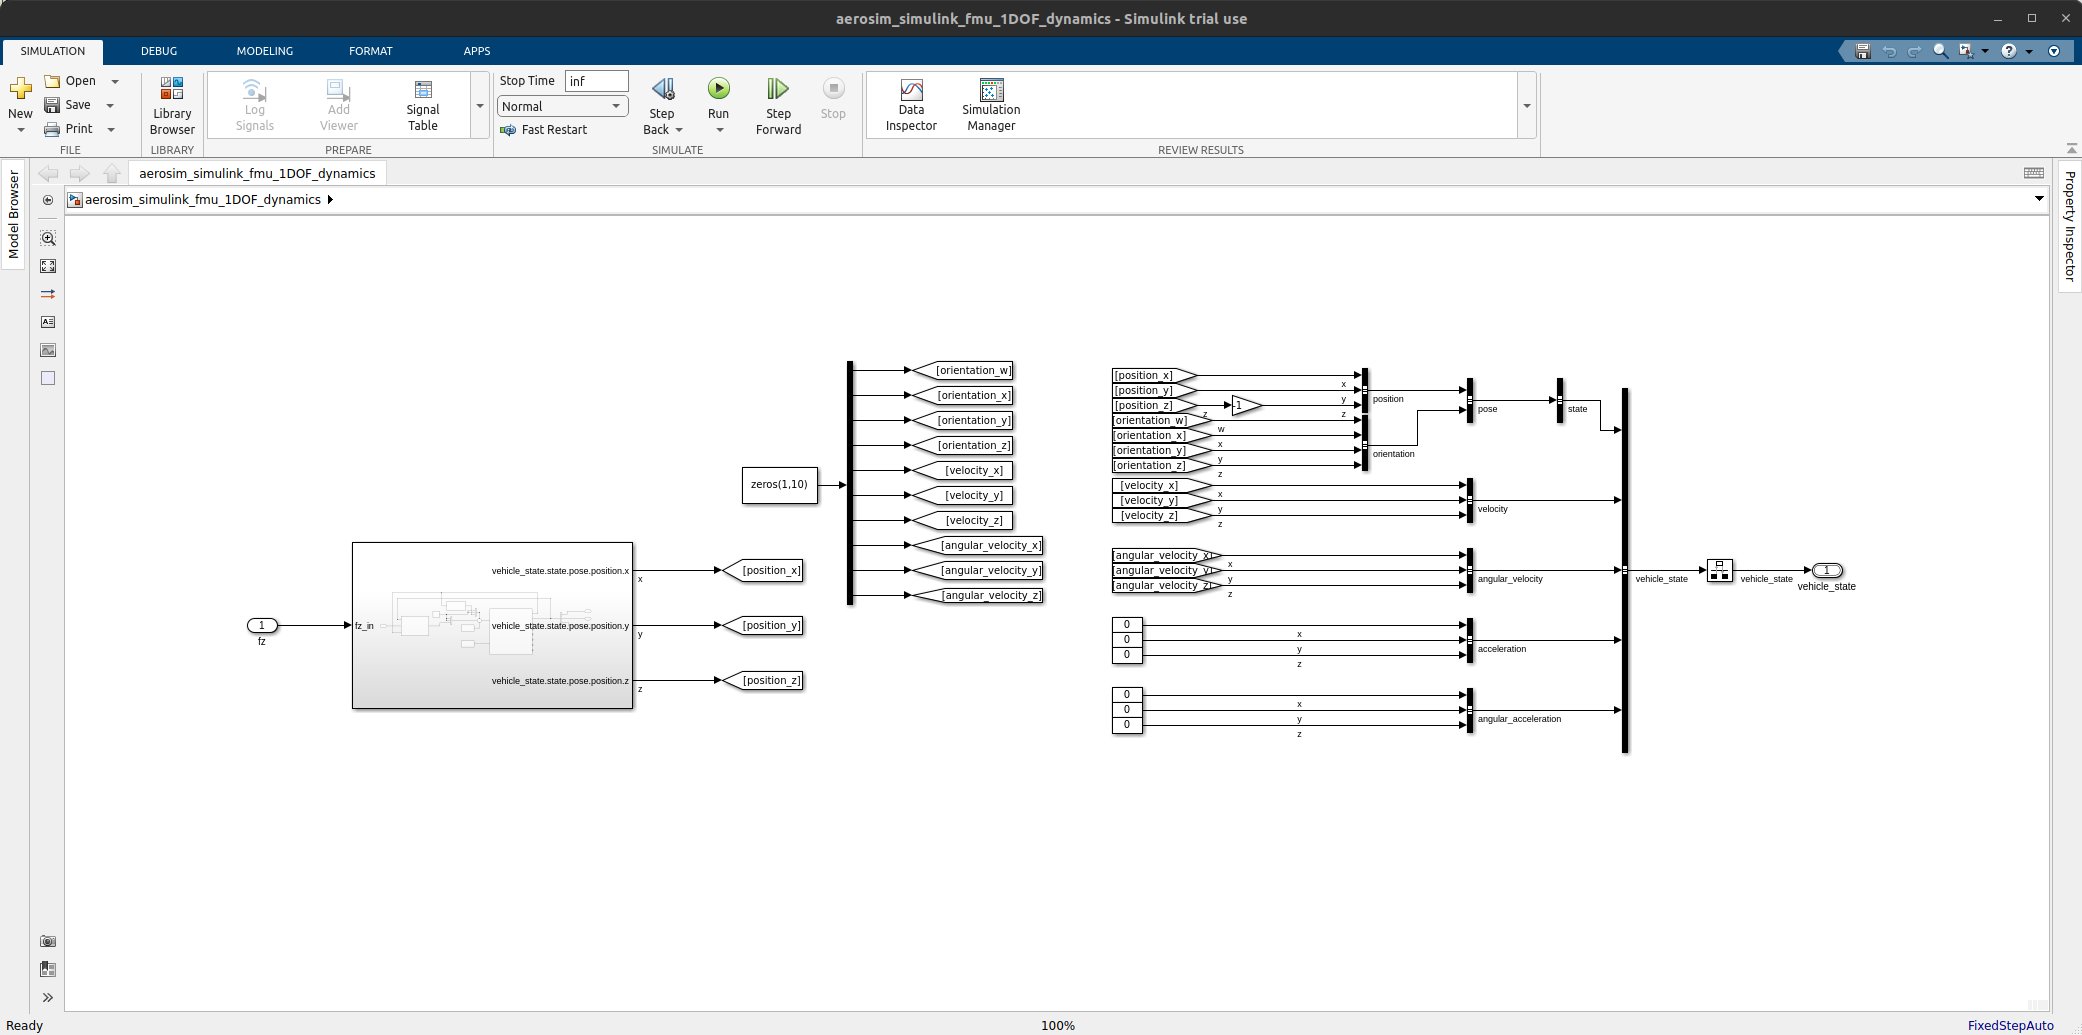 aerosim_simulink_fmu_1DOF_dynamics - Simulink trial use
SIMULATION
DEBUG
MODELING
FORMAT
APPS
New
Open
Save
Print
FILE
Library
Browser
LIBRARY
Log
Signals
Add
Viewer
Signal
Table
PREPARE
Stop Time
inf
Normal
Fast Restart
Step
Back
Run
Step
Forward
Stop
SIMULATE
Data
Inspector
Simulation
Manager
REVIEW RESULTS
Model Browser
aerosim_simulink_fmu_1DOF_dynamics
aerosim_simulink_fmu_1DOF_dynamics
Property Inspector
1
fz
fz_in
vehicle_state.state.pose.position.x
vehicle_state.state.pose.position.y
vehicle_state.state.pose.position.z
x
y
z
[position_x]
[position_y]
[position_z]
zeros(1,10)
[orientation_w]
[orientation_x]
[orientation_y]
[orientation_z]
[velocity_x]
[velocity_y]
[velocity_z]
[angular_velocity_x]
[angular_velocity_y]
[angular_velocity_z]
[position_x]
[position_y]
[position_z]
z
-1
x
y
z
position
[orientation_w]
[orientation_x]
[orientation_y]
[orientation_z]
w
x
y
z
orientation
pose
state
[velocity_x]
[velocity_y]
[velocity_z]
x
y
z
velocity
[angular_velocity_x]
[angular_velocity_y]
[angular_velocity_z]
x
y
z
angular_velocity
0
0
0
x
y
z
acceleration
0
0
0
x
y
z
angular_acceleration
vehicle_state
vehicle_state
1
vehicle_state
Ready
100%
FixedStepAuto